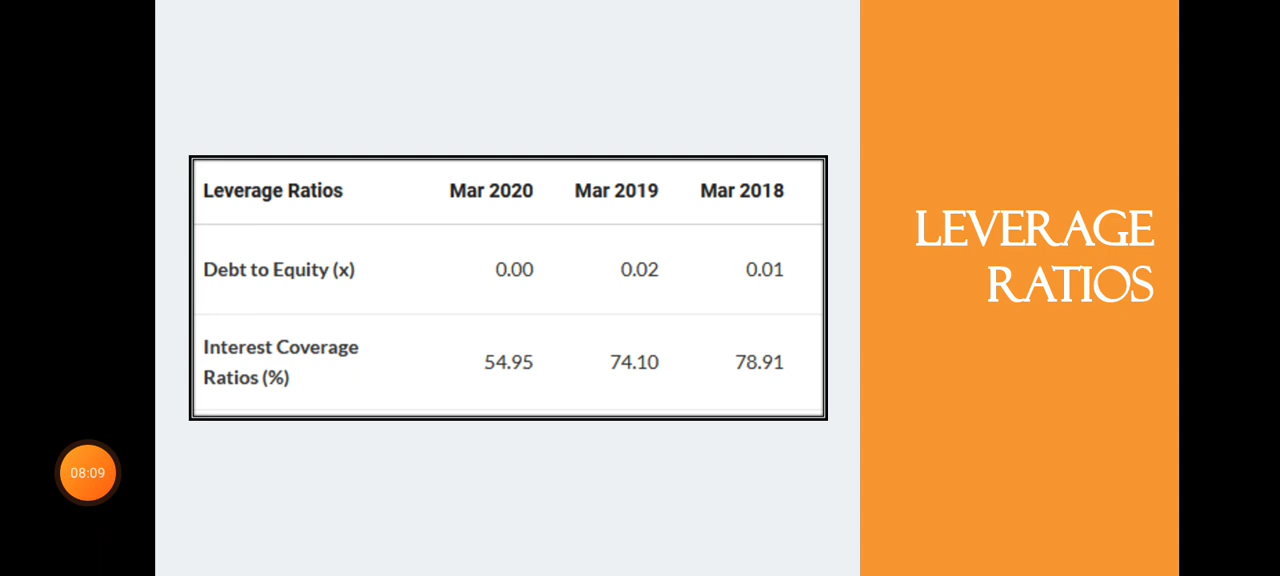 Leverage Ratios Mar 2020 Mar 2019 Mar 2018
Debt to Equity (x) 0.00 0.02 0.01
Interest Coverage
Ratios (%) 54.95 74.10 78.91
LEVERAGE
RATIOS
08:09